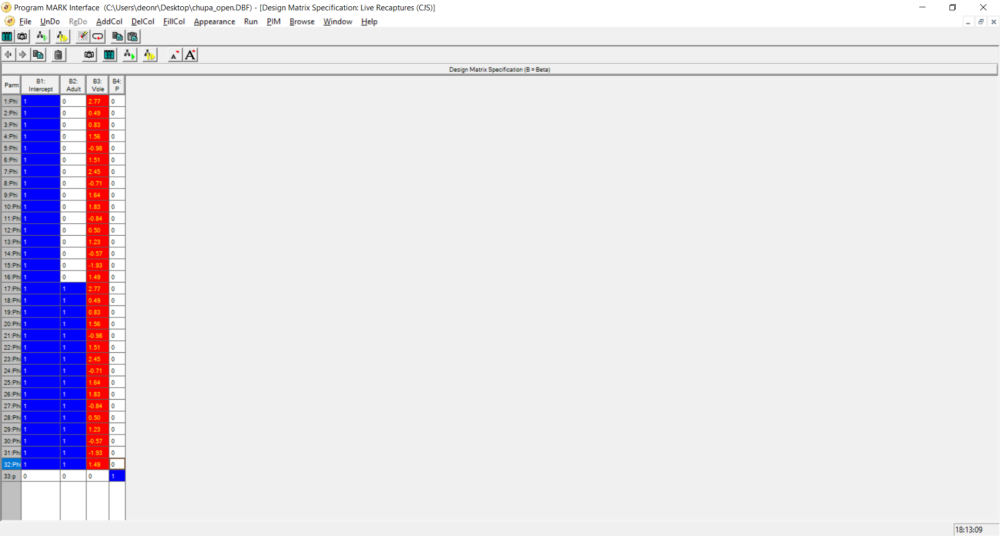 Program MARK Interface (C:\Users\deonr\Desktop\chupa_open.DBF) - [Design Matrix Specification: Live Recaptures (CJS)]
File UnDo ReDo AddCol DelCol FillCol Appearance Run PIM Browse Window Help
A A
Design Matrix Specification (B = Beta)
Parm B1: Intercept B2: Adult B3: Vole B4: P
1:Phi 1 0 2.77 0
2:Phi 1 0 0.49 0
3:Phi 1 0 0.83 0
4:Phi 1 0 1.56 0
5:Phi 1 0 -0.98 0
6:Phi 1 0 1.51 0
7:Phi 1 0 2.45 0
8:Phi 1 0 -0.71 0
9:Phi 1 0 1.64 0
10:Phi 1 0 1.83 0
11:Phi 1 0 -0.84 0
12:Phi 1 0 0.50 0
13:Phi 1 0 1.23 0
14:Phi 1 0 -0.57 0
15:Phi 1 0 -1.93 0
16:Phi 1 0 1.49 0
17:Phi 1 1 2.77 0
18:Phi 1 1 0.49 0
19:Phi 1 1 0.83 0
20:Phi 1 1 1.56 0
21:Phi 1 1 -0.98 0
22:Phi 1 1 1.51 0
23:Phi 1 1 2.45 0
24:Phi 1 1 -0.71 0
25:Phi 1 1 1.64 0
26:Phi 1 1 1.83 0
27:Phi 1 1 -0.84 0
28:Phi 1 1 0.50 0
29:Phi 1 1 1.23 0
30:Phi 1 1 -0.57 0
31:Phi 1 1 -1.93 0
32:Phi 1 1 1.49 0
33:p 0 0 0 1
18:13:09